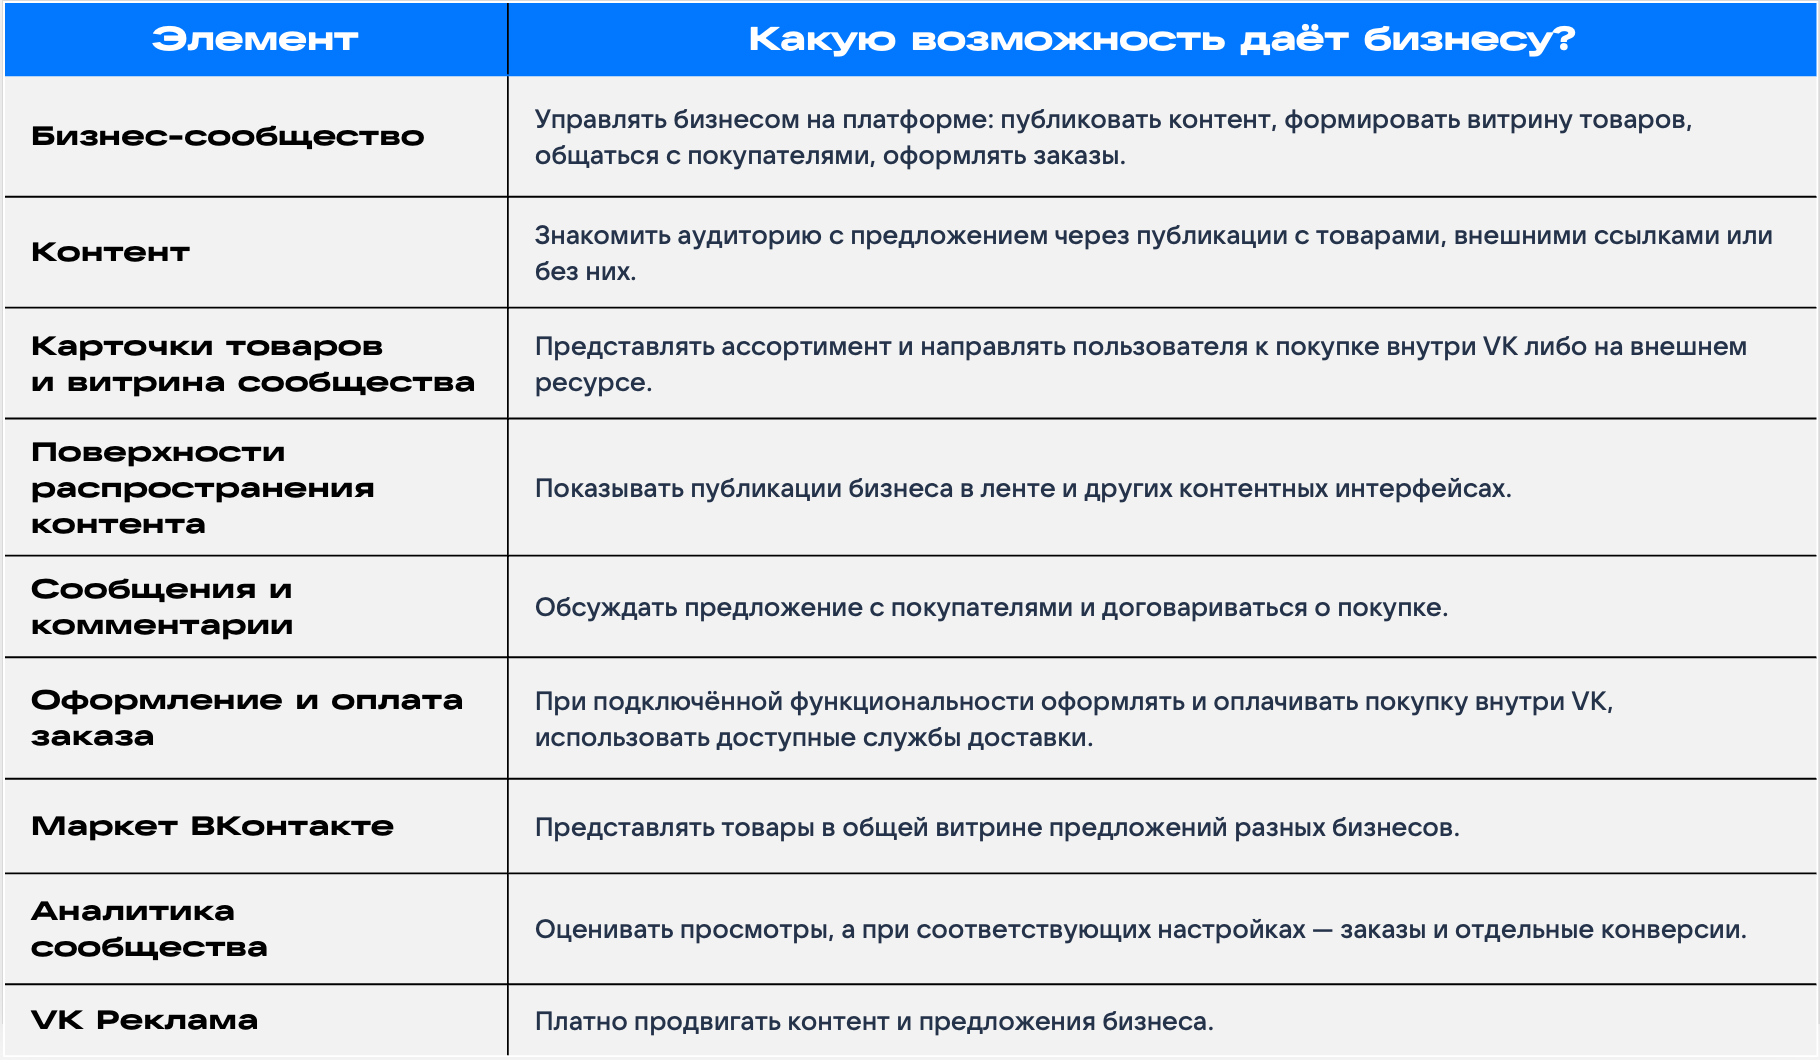 Элемент
Какую возможность даёт бизнесу?
Бизнес-сообщество
Управлять бизнесом на платформе: публиковать контент, формировать витрину товаров,
общаться с покупателями, оформлять заказы.
Контент
Знакомить аудиторию с предложением через публикации с товарами, внешними ссылками или
без них.
Карточки товаров
и витрина сообщества
Представлять ассортимент и направлять пользователя к покупке внутри VK либо на внешнем
ресурсе.
Поверхности
распространения
контента
Показывать публикации бизнеса в ленте и других контентных интерфейсах.
Сообщения и
комментарии
Обсуждать предложение с покупателями и договариваться о покупке.
Оформление и оплата
заказа
При подключённой функциональности оформлять и оплачивать покупку внутри VK,
использовать доступные службы доставки.
Маркет ВКонтакте
Представлять товары в общей витрине предложений разных бизнесов.
Аналитика
сообщества
Оценивать просмотры, а при соответствующих настройках — заказы и отдельные конверсии.
VK Реклама
Платно продвигать контент и предложения бизнеса.